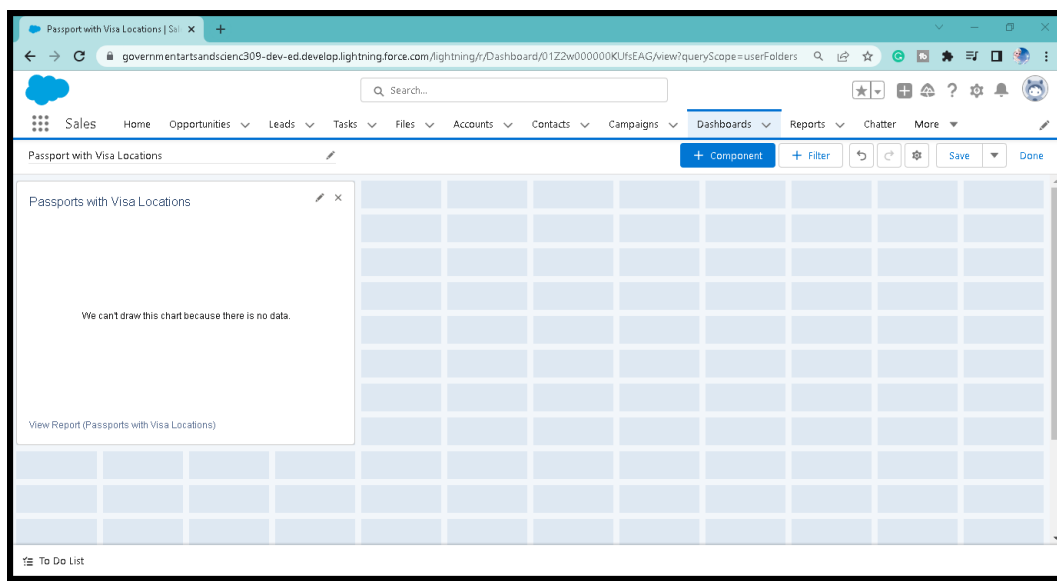 Passport with Visa Locations | Sal
governmentartsandscienc309-dev-ed.develop.lightning.force.com/lightning/r/Dashboard/01Z2w000000KUfsEAG/view?queryScope=userFolders
Search...
Sales Home Opportunities Leads Tasks Files Accounts Contacts Campaigns Dashboards Reports Chatter More
Passport with Visa Locations + Component + Filter Save Done
Passports with Visa Locations
We can't draw this chart because there is no data.
View Report (Passports with Visa Locations)
To Do List